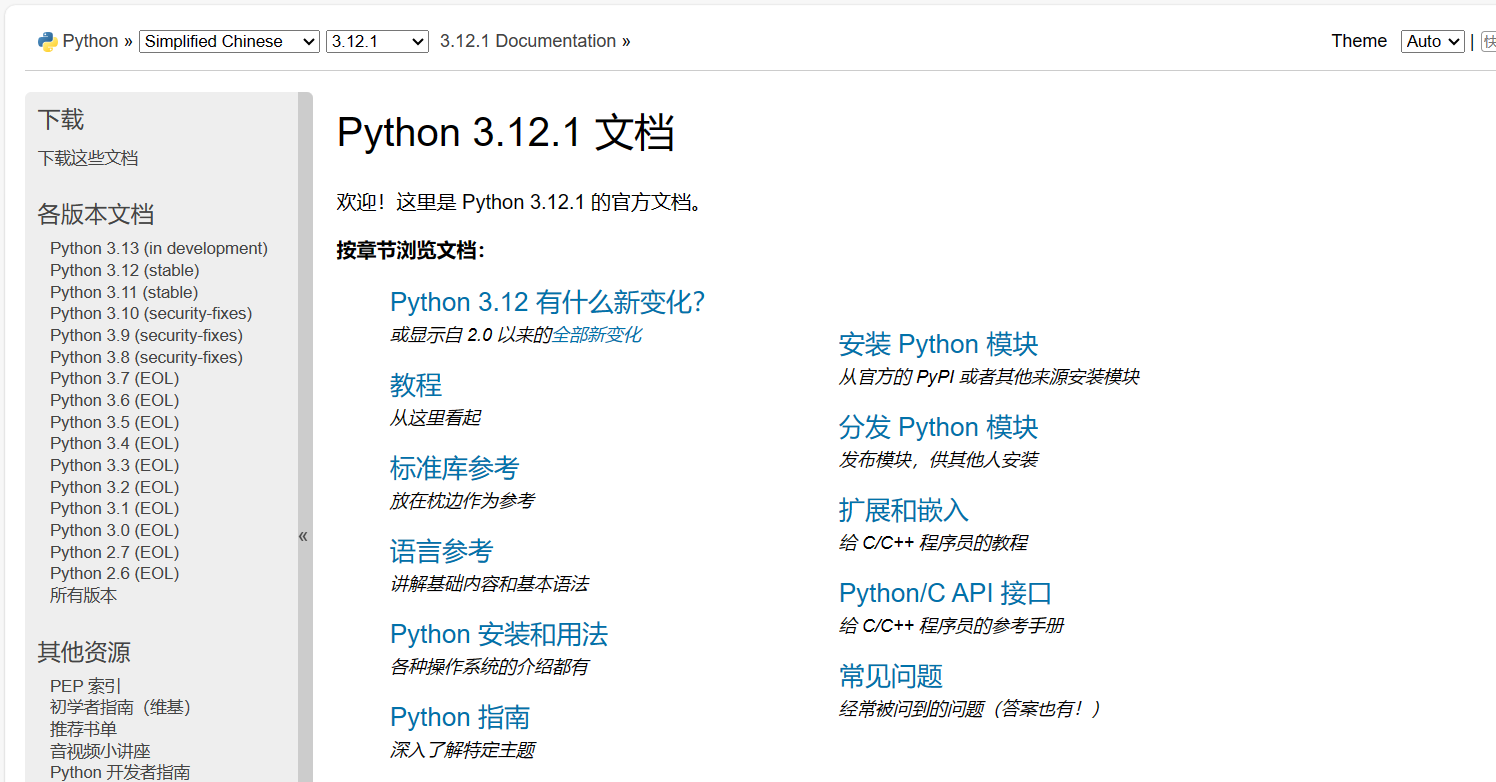 Python » Simplified Chinese 3.12.1 3.12.1 Documentation » Theme Auto |
下载
下载这些文档
各版本文档
Python 3.13 (in development)
Python 3.12 (stable)
Python 3.11 (stable)
Python 3.10 (security-fixes)
Python 3.9 (security-fixes)
Python 3.8 (security-fixes)
Python 3.7 (EOL)
Python 3.6 (EOL)
Python 3.5 (EOL)
Python 3.4 (EOL)
Python 3.3 (EOL)
Python 3.2 (EOL)
Python 3.1 (EOL)
Python 3.0 (EOL)
Python 2.7 (EOL)
Python 2.6 (EOL)
所有版本
其他资源
PEP 索引
初学者指南（维基）
推荐书单
音视频小讲座
Python 开发者指南
«
Python 3.12.1 文档
欢迎！这里是 Python 3.12.1 的官方文档。
按章节浏览文档：
Python 3.12 有什么新变化？
或显示自 2.0 以来的全部新变化
教程
从这里看起
标准库参考
放在枕边作为参考
语言参考
讲解基础内容和基本语法
Python 安装和用法
各种操作系统的介绍都有
Python 指南
深入了解特定主题
安装 Python 模块
从官方的 PyPI 或者其他来源安装模块
分发 Python 模块
发布模块，供其他人安装
扩展和嵌入
给 C/C++ 程序员的教程
Python/C API 接口
给 C/C++ 程序员的参考手册
常见问题
经常被问到的问题（答案也有！）